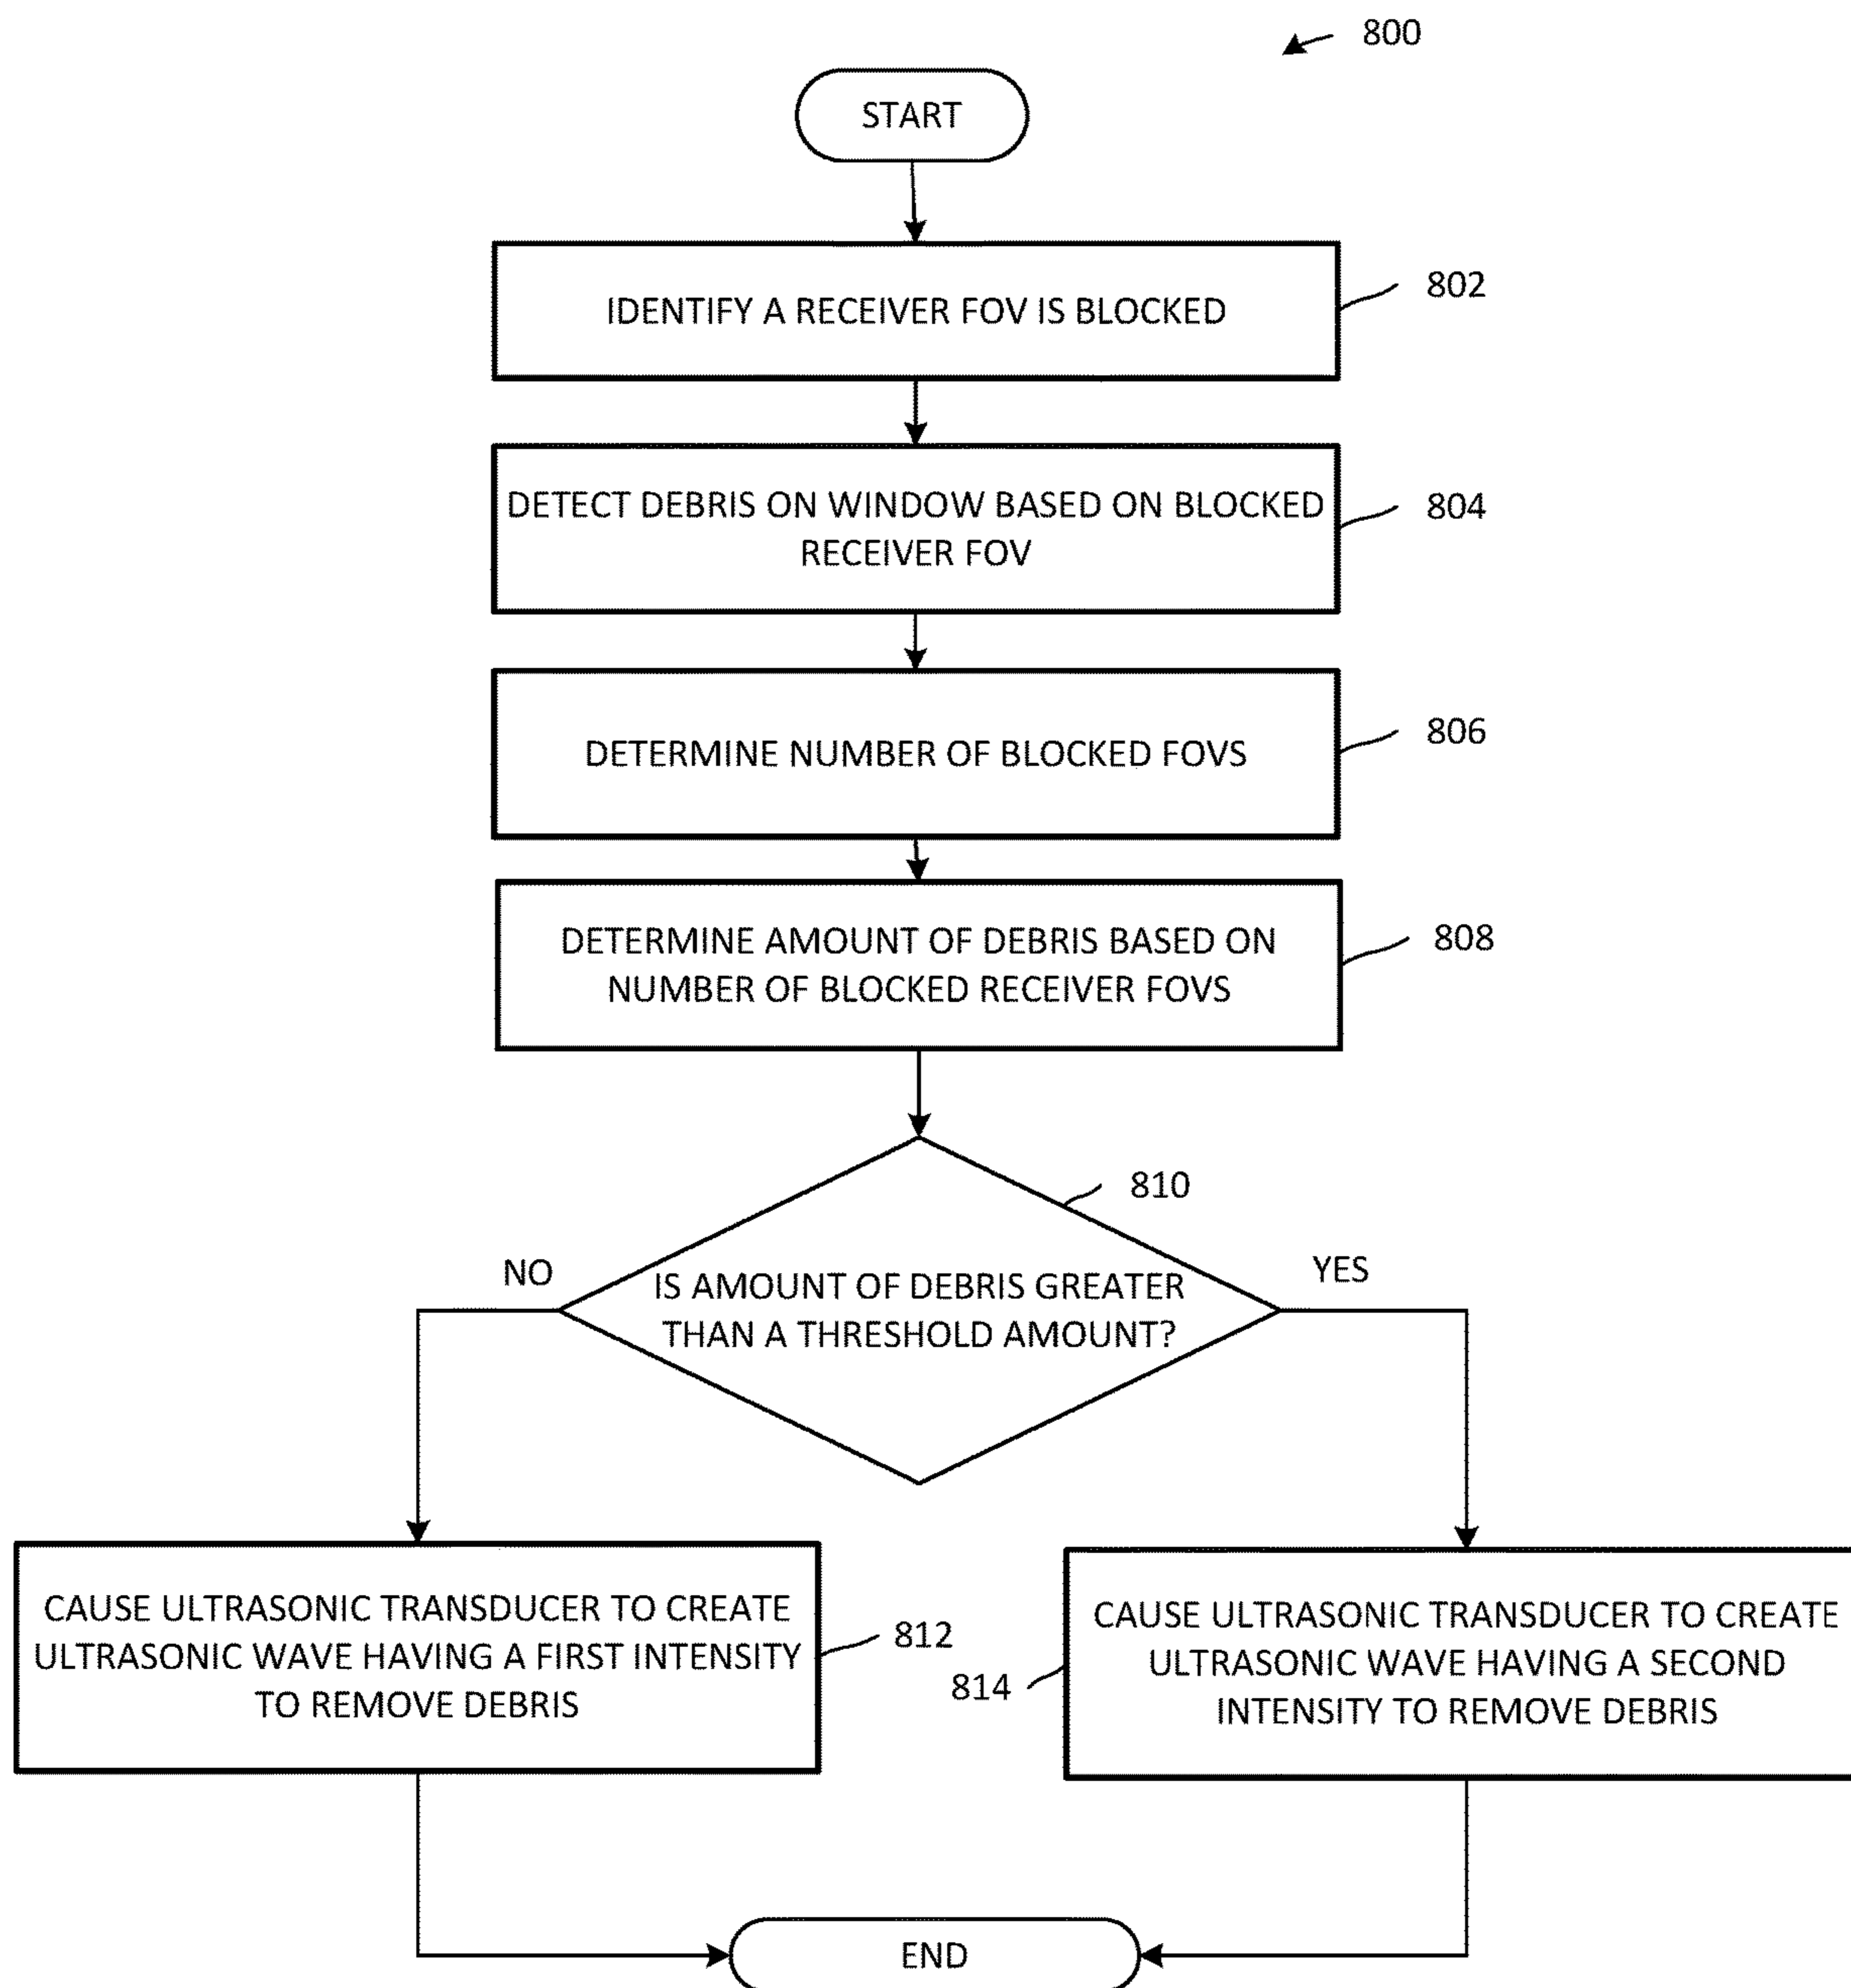 800
START
IDENTIFY A RECEIVER FOV IS BLOCKED
802
DETECT DEBRIS ON WINDOW BASED ON BLOCKED
RECEIVER FOV
804
DETERMINE NUMBER OF BLOCKED FOVS
806
DETERMINE AMOUNT OF DEBRIS BASED ON
NUMBER OF BLOCKED RECEIVER FOVS
808
810
NO
YES
IS AMOUNT OF DEBRIS GREATER
THAN A THRESHOLD AMOUNT?
CAUSE ULTRASONIC TRANSDUCER TO CREATE
ULTRASONIC WAVE HAVING A FIRST INTENSITY
TO REMOVE DEBRIS
812
CAUSE ULTRASONIC TRANSDUCER TO CREATE
ULTRASONIC WAVE HAVING A SECOND
INTENSITY TO REMOVE DEBRIS
814
END